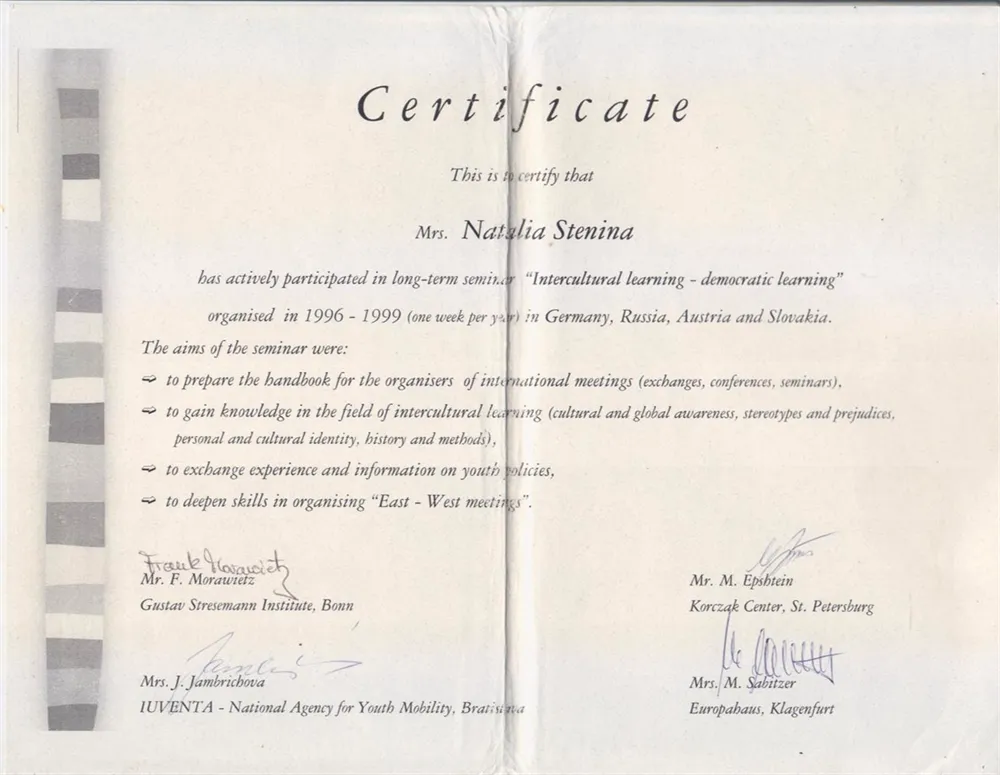 Certificate
This is to certify that
Mrs. Natalia Stenina
has actively participated in long-term seminar "Intercultural learning - democratic learning"
organised in 1996 - 1999 (one week per year) in Germany, Russia, Austria and Slovakia.
The aims of the seminar were:
⇨ to prepare the handbook for the organisers of international meetings (exchanges, conferences, seminars),
⇨ to gain knowledge in the field of intercultural learning (cultural and global awareness, stereotypes and prejudices,
personal and cultural identity, history and methods),
⇨ to exchange experience and information on youth policies,
⇨ to deepen skills in organising "East - West meetings".
Frank Morawietz
Mr. F. Morawietz
Gustav Stresemann Institute, Bonn
Mr. M. Epshtein
Korczak Center, St. Petersburg
Mrs. J. Jambrichova
IUVENTA - National Agency for Youth Mobility, Bratislava
Mrs. M. Sabitzer
Europahaus, Klagenfurt